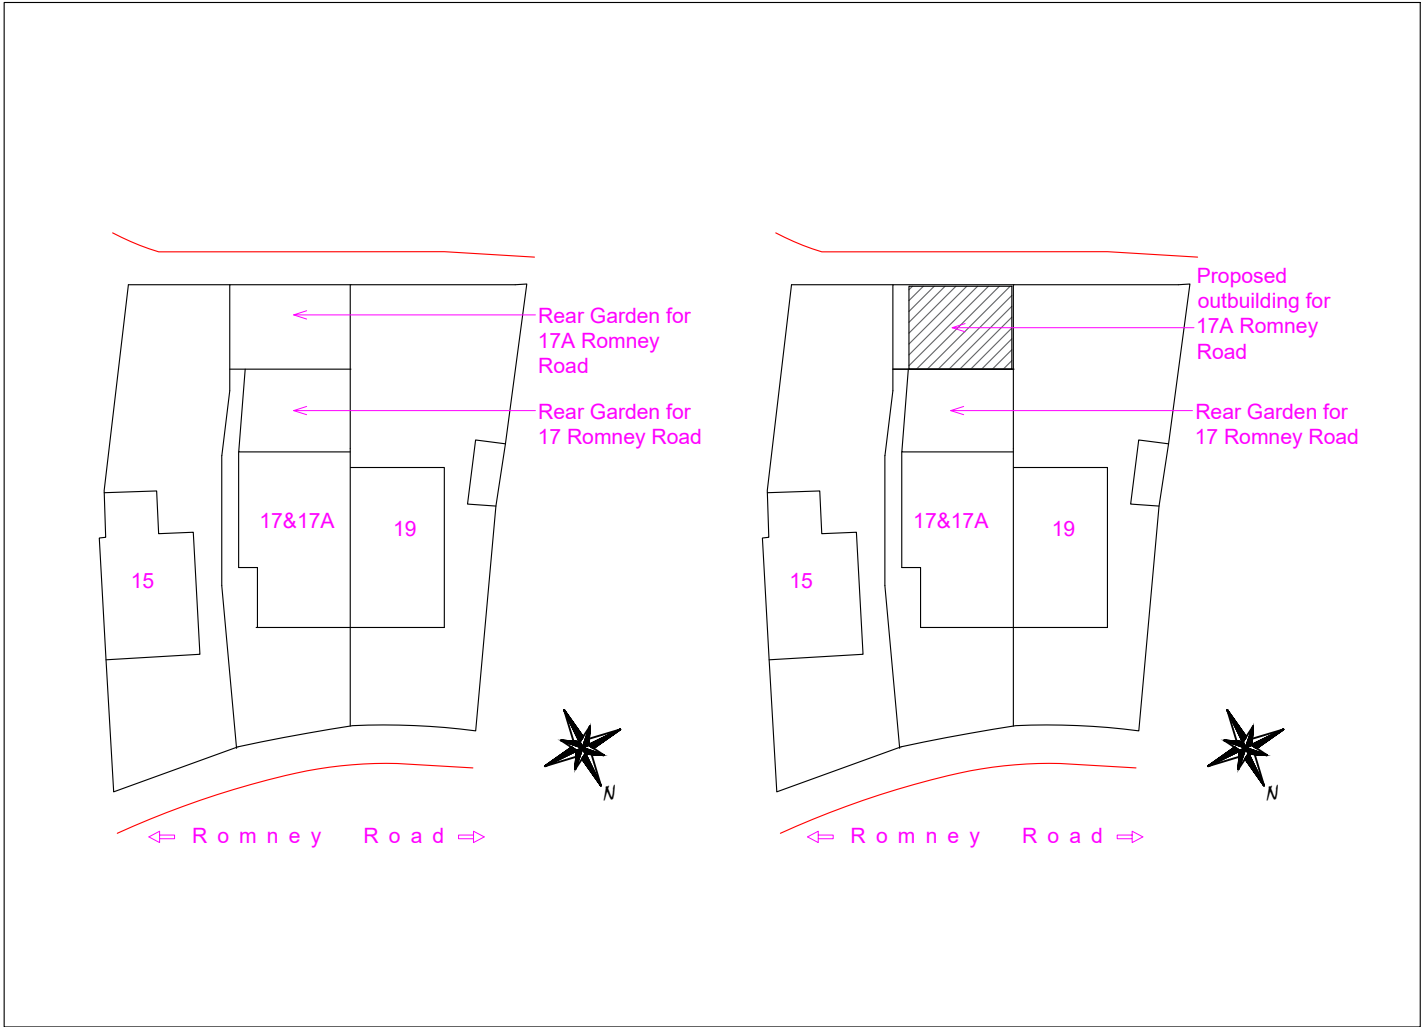 Rear Garden for
17A Romney
Road
Rear Garden for
17 Romney Road
17&17A
19
15
N
Romney Road
Proposed
outbuilding for
17A Romney
Road
Rear Garden for
17 Romney Road
17&17A
19
15
N
Romney Road